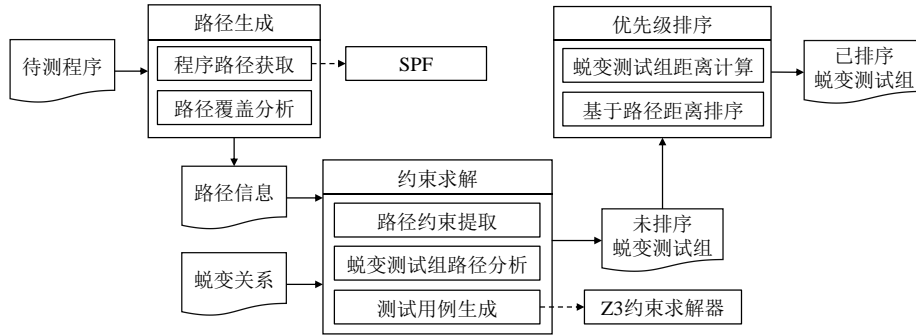 路径生成
待测程序
程序路径获取
路径覆盖分析
SPF
优先级排序
蜕变测试组距离计算
基于路径距离排序
已排序
蜕变测试组
路径信息
蜕变关系
约束求解
路径约束提取
蜕变测试组路径分析
测试用例生成
未排序
蜕变测试组
Z3约束求解器